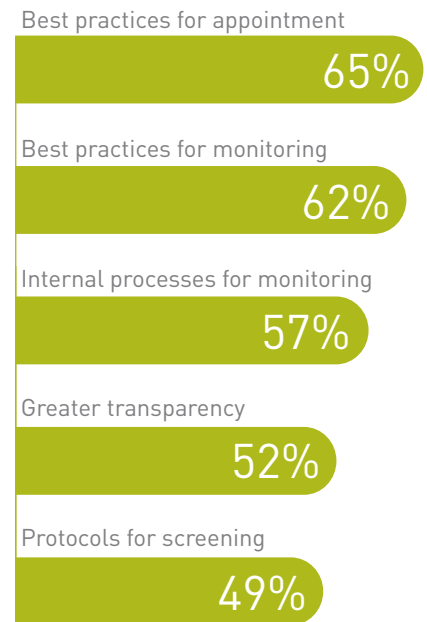 Best practices for appointment
65%
Best practices for monitoring
62%
Internal processes for monitoring
57%
Greater transparency
52%
Protocols for screening
49%